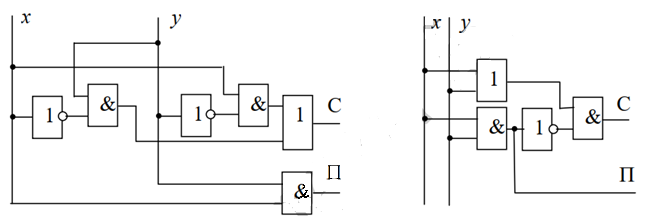 x y x y
1 & 1 & 1 С
& П
1
& 1 & С
П